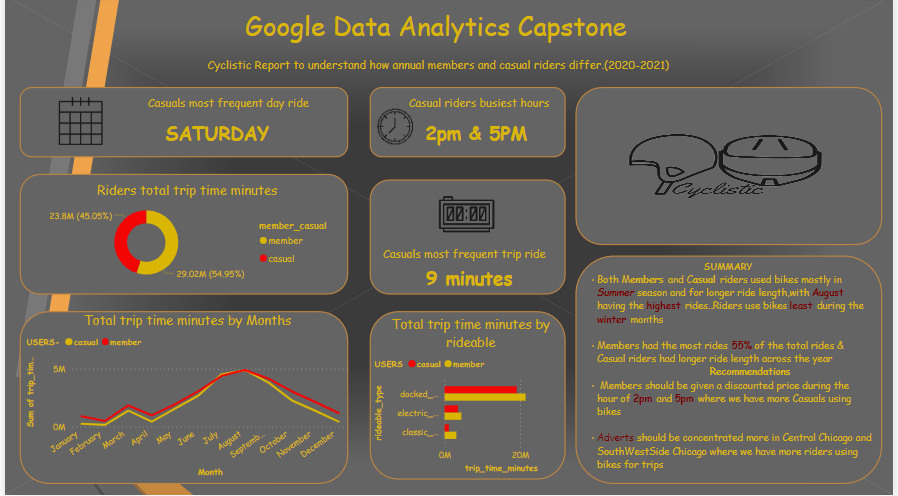 Google Data Analytics Capstone
Cyclistic Report to understand how annual members and casual riders differ.(2020-2021)
Casuals most frequent day ride
SATURDAY
Casual riders busiest hours
2pm & 5PM
Cyclistic
Riders total trip time minutes
23.8M (45.05%)
29.02M (54.95%)
member_casual
member
casual
00:00
Casuals most frequent trip ride
9 minutes
Total trip time minutes by Months
USERS- casual member
Sum of trip_tim...
5M
0M
January
February
March
April
May
June
July
August
Septemb...
October
November
December
Month
Total trip time minutes by
rideable
USERS casual member
rideable_type
docked_...
electric_...
classic_...
0M
20M
trip_time_minutes
SUMMARY
• Both Members and Casual riders used bikes mostly in
Summer season and for longer ride length,with August
having the highest rides..Riders use bikes least during the
winter months
• Members had the most rides 55% of the total rides &
Casual riders had longer ride length across the year
Recommendations
• Members should be given a discounted price during the
hour of 2pm and 5pm where we have more Casuals using
bikes
• Adverts should be concentrated more in Central Chicago and
SouthWestSide Chicago where we have more riders using
bikes for trips